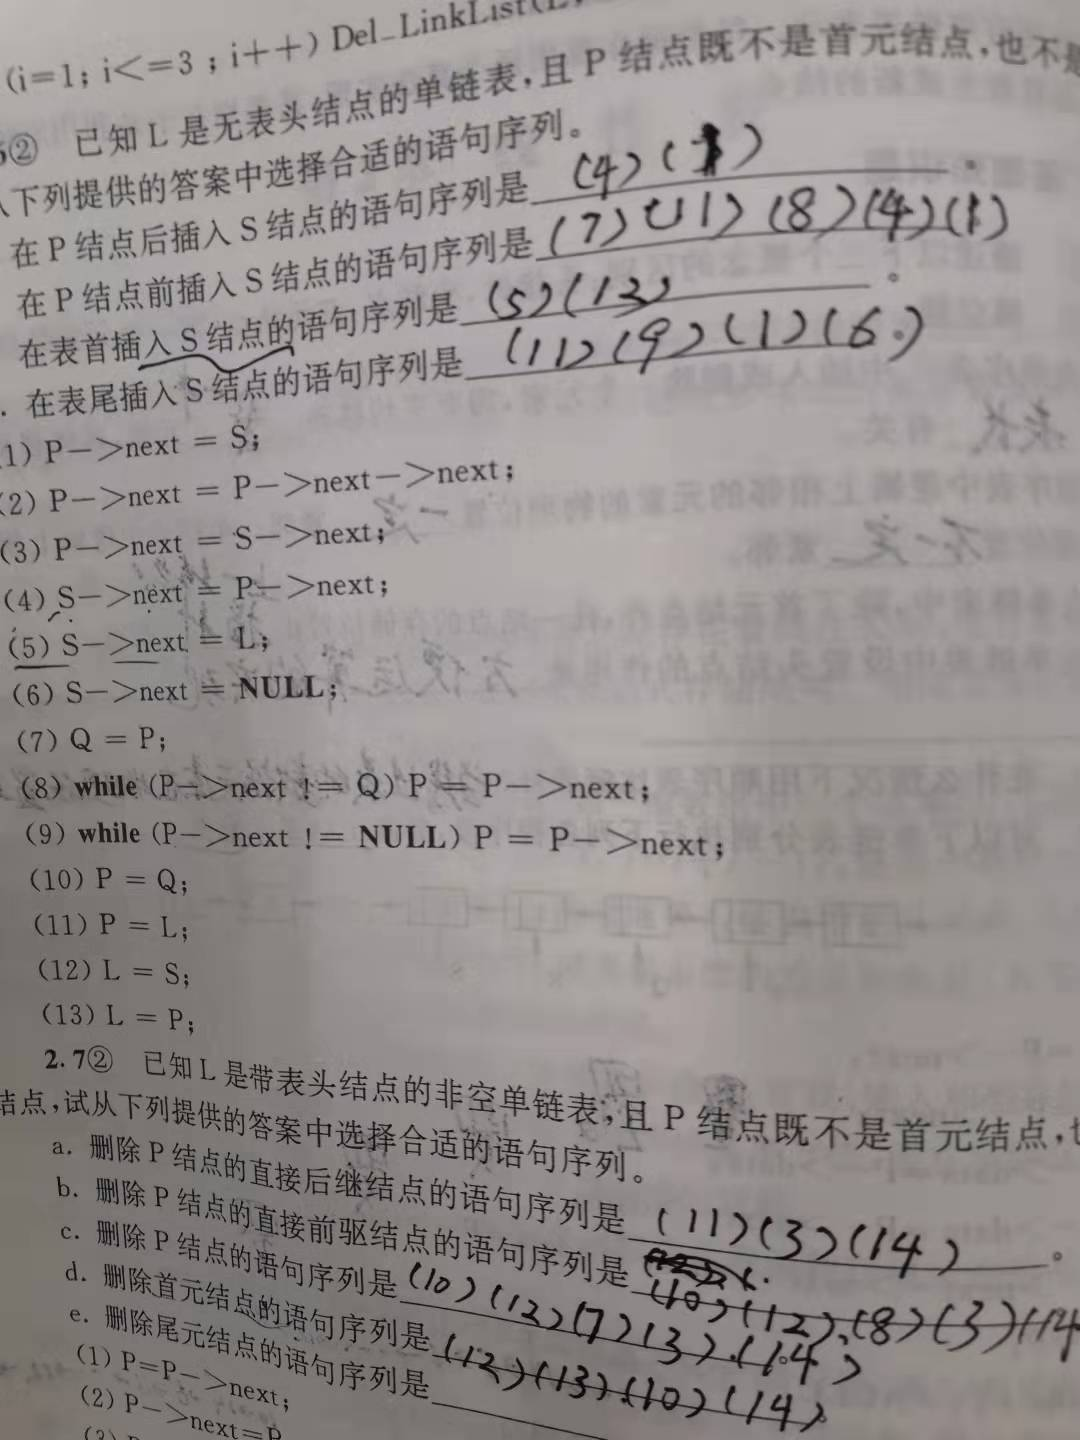 (i=1; i<=3 ; i++) Del_LinkList(L,
6② 已知 L 是无表头结点的单链表,且 P 结点既不是首元结点,也不是
从下列提供的答案中选择合适的语句序列。
在 P 结点后插入 S 结点的语句序列是 (4)(1) 。
在 P 结点前插入 S 结点的语句序列是 (7)(11)(8)(4)(1)
在表首插入 S 结点的语句序列是 (5)(12) 。
. 在表尾插入 S 结点的语句序列是 (11)(9)(1)(6)
(1) P->next = S;
(2) P->next = P->next->next;
(3) P->next = S->next;
(4) S->next = P->next;
(5) S->next = L;
(6) S->next = NULL;
(7) Q = P;
(8) while (P->next != Q) P = P->next;
(9) while (P->next != NULL) P = P->next;
(10) P = Q;
(11) P = L;
(12) L = S;
(13) L = P;
2.7② 已知 L 是带表头结点的非空单链表,且 P 结点既不是首元结点,也
结点,试从下列提供的答案中选择合适的语句序列。
a. 删除 P 结点的直接后继结点的语句序列是 (11)(3)(14) 。
b. 删除 P 结点的直接前驱结点的语句序列是 (10)(12)(8)(3)(14
c. 删除 P 结点的语句序列是 (10)(12)(7)(3)(14)
d. 删除首元结点的语句序列是 (12)(13)(10)(14)
e. 删除尾元结点的语句序列是
(1) P=P->next;
(2) P->next=P